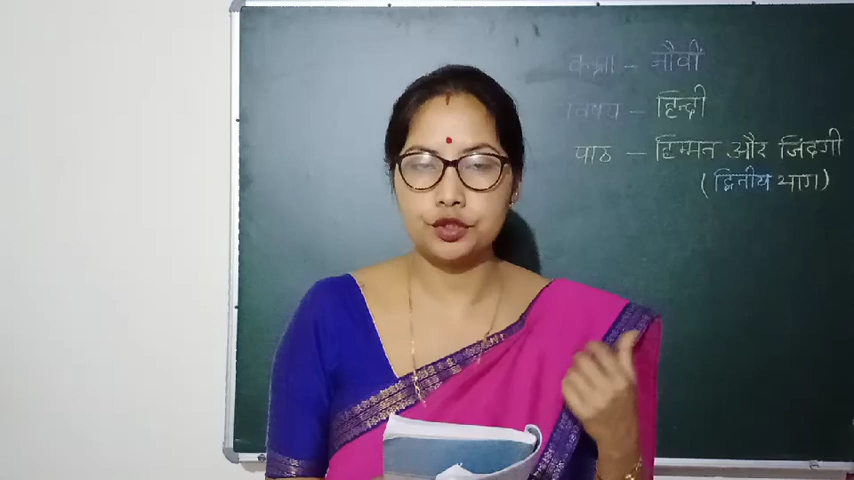 कक्षा – नौवीं
विषय – हिन्दी
पाठ – हिम्मत और जिंदगी
(द्वितीय भाग)